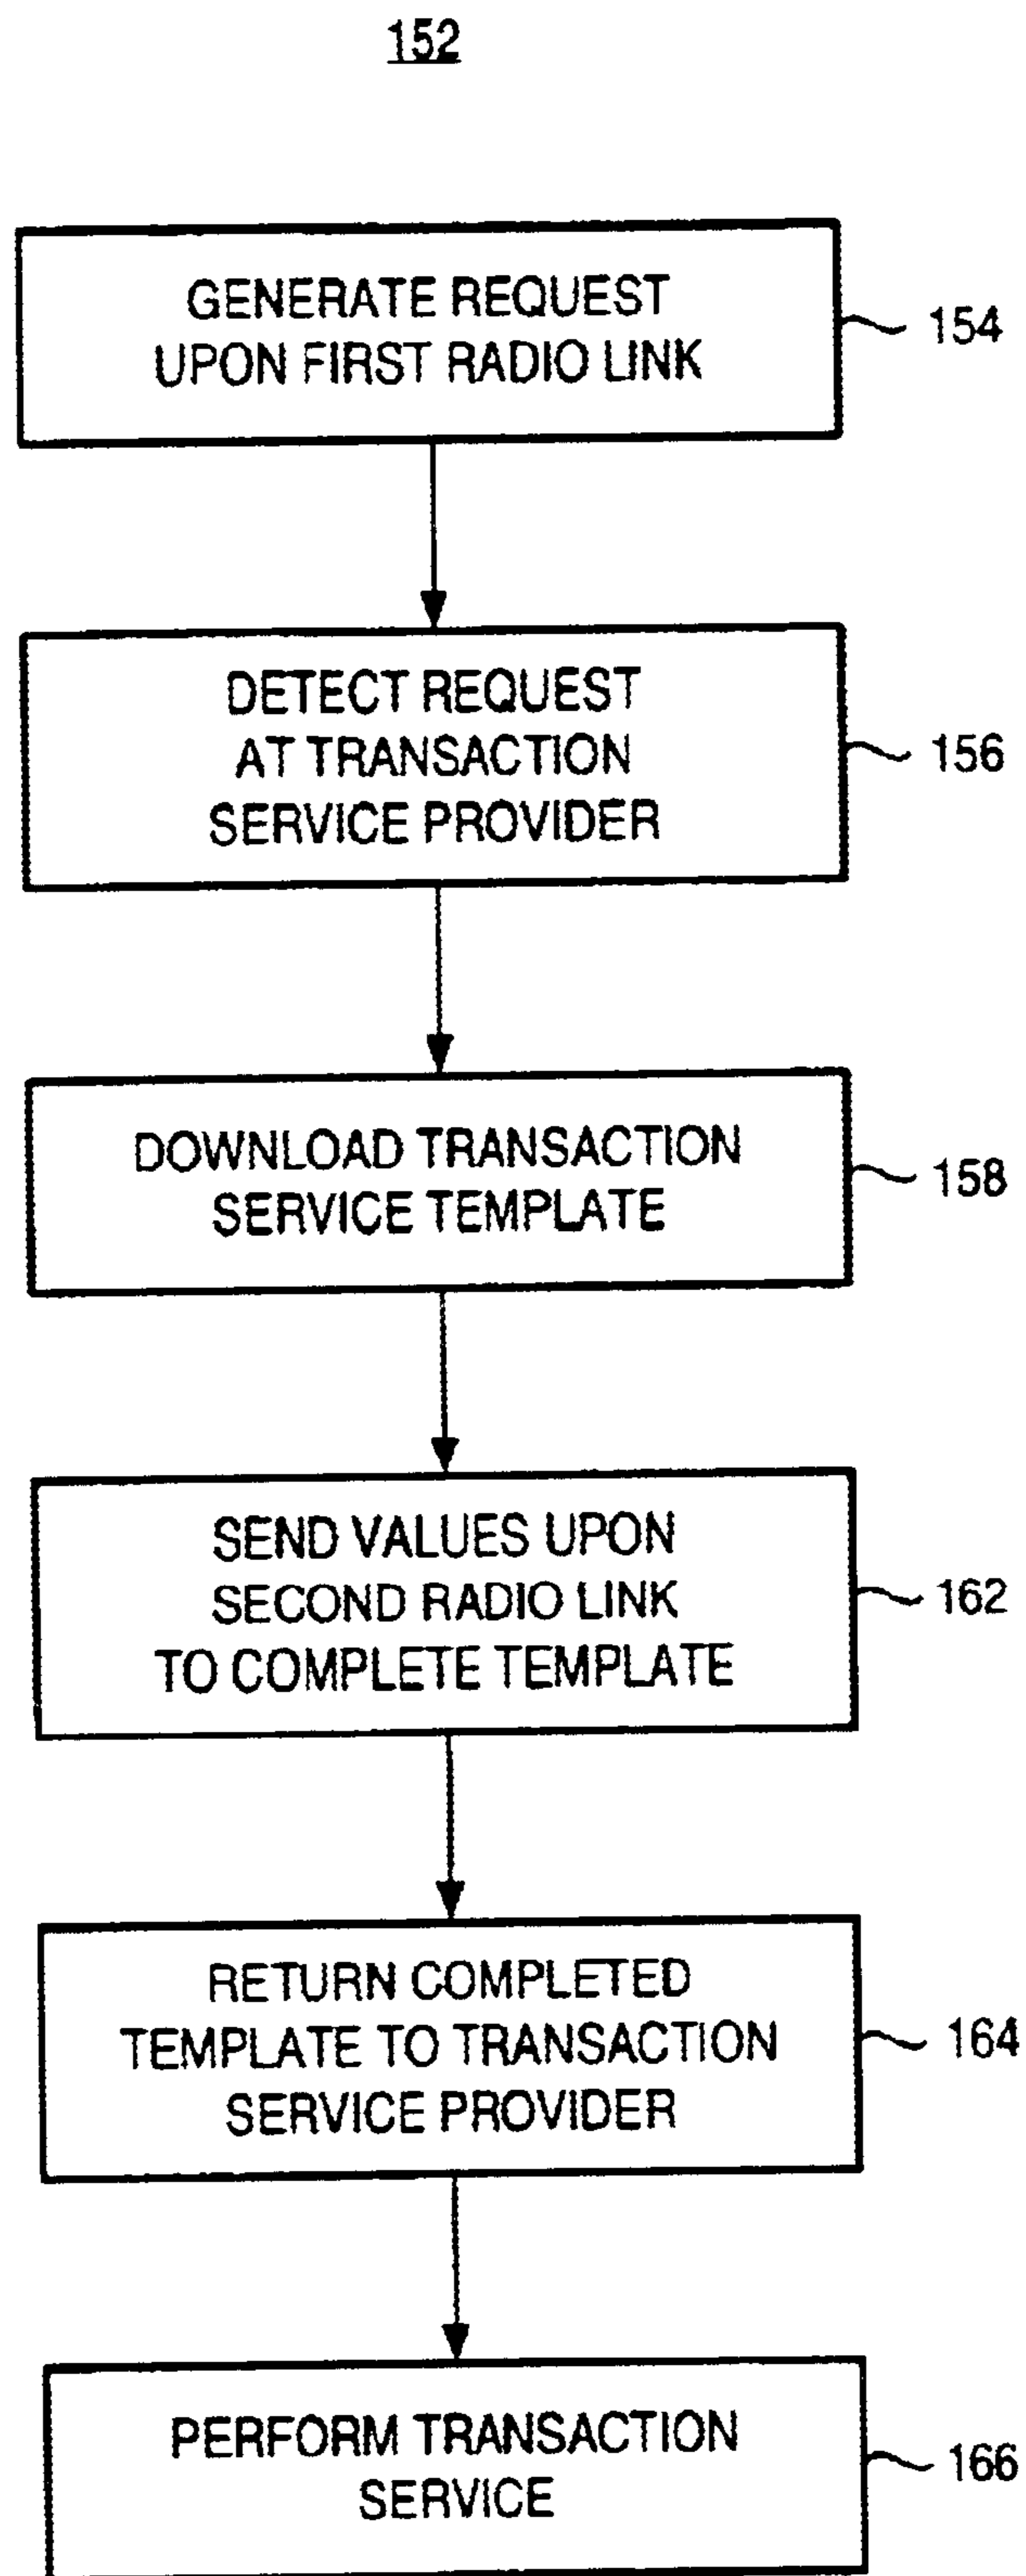 152
GENERATE REQUEST
UPON FIRST RADIO LINK
154
DETECT REQUEST
AT TRANSACTION
SERVICE PROVIDER
156
DOWNLOAD TRANSACTION
SERVICE TEMPLATE
158
SEND VALUES UPON
SECOND RADIO LINK
TO COMPLETE TEMPLATE
162
RETURN COMPLETED
TEMPLATE TO TRANSACTION
SERVICE PROVIDER
164
PERFORM TRANSACTION
SERVICE
166